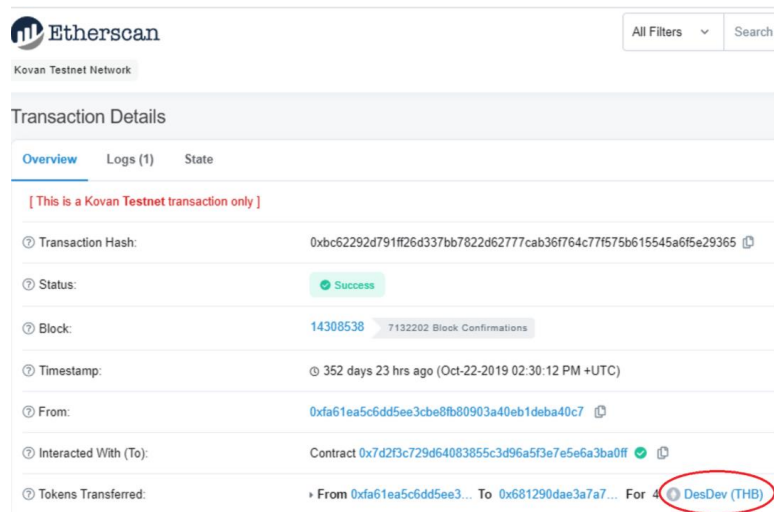 Etherscan
All Filters Search
Kovan Testnet Network
Transaction Details
Overview Logs (1) State
[ This is a Kovan Testnet transaction only ]
Transaction Hash: 0xbc62292d791ff26d337bb7822d62777cab36f764c77f575b615545a6f5e29365
Status: Success
Block: 14308538 7132202 Block Confirmations
Timestamp: 352 days 23 hrs ago (Oct-22-2019 02:30:12 PM +UTC)
From: 0xfa61ea5c6dd5ee3cbe8fb80903a40eb1deba40c7
Interacted With (To): Contract 0x7d2f3c729d64083855c3d96a5f3e7e5e6a3ba0ff
Tokens Transferred: From 0xfa61ea5c6dd5ee3... To 0x681290dae3a7a7... For 4 DesDev (THB)